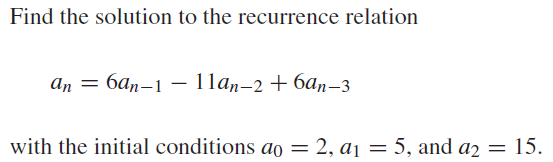 Find the solution to the recurrence relation
aₙ = 6aₙ₋₁ − 11aₙ₋₂ + 6aₙ₋₃
with the initial conditions a₀ = 2, a₁ = 5, and a₂ = 15.